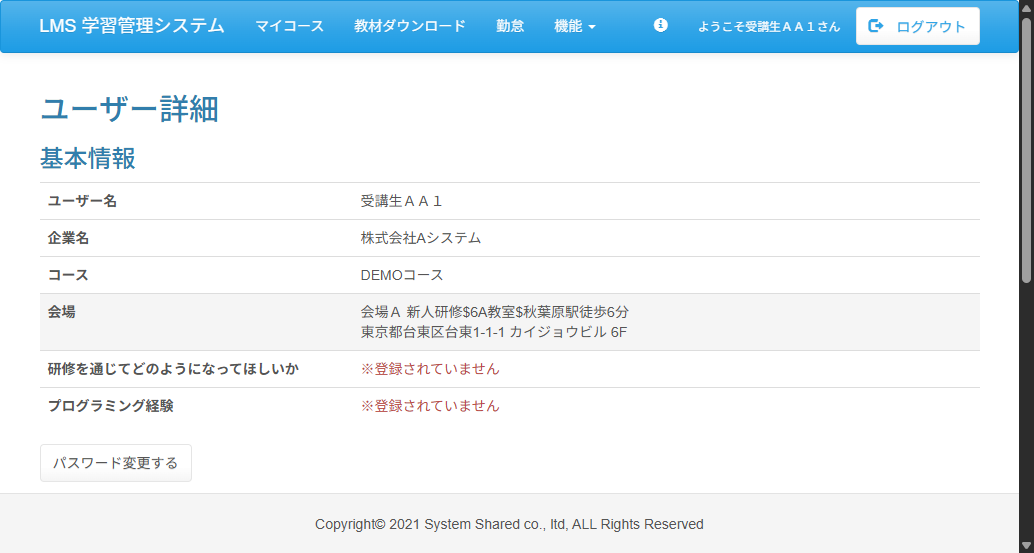 LMS 学習管理システム マイコース 教材ダウンロード 勤怠 機能 ようこそ受講生ＡＡ１さん ログアウト
ユーザー詳細
基本情報
ユーザー名 受講生ＡＡ１
企業名 株式会社Aシステム
コース DEMOコース
会場 会場Ａ 新人研修$6A教室$秋葉原駅徒歩6分
東京都台東区台東1-1-1 カイジョウビル 6F
研修を通じてどのようになってほしいか ※登録されていません
プログラミング経験 ※登録されていません
パスワード変更する
Copyright© 2021 System Shared co., ltd, ALL Rights Reserved